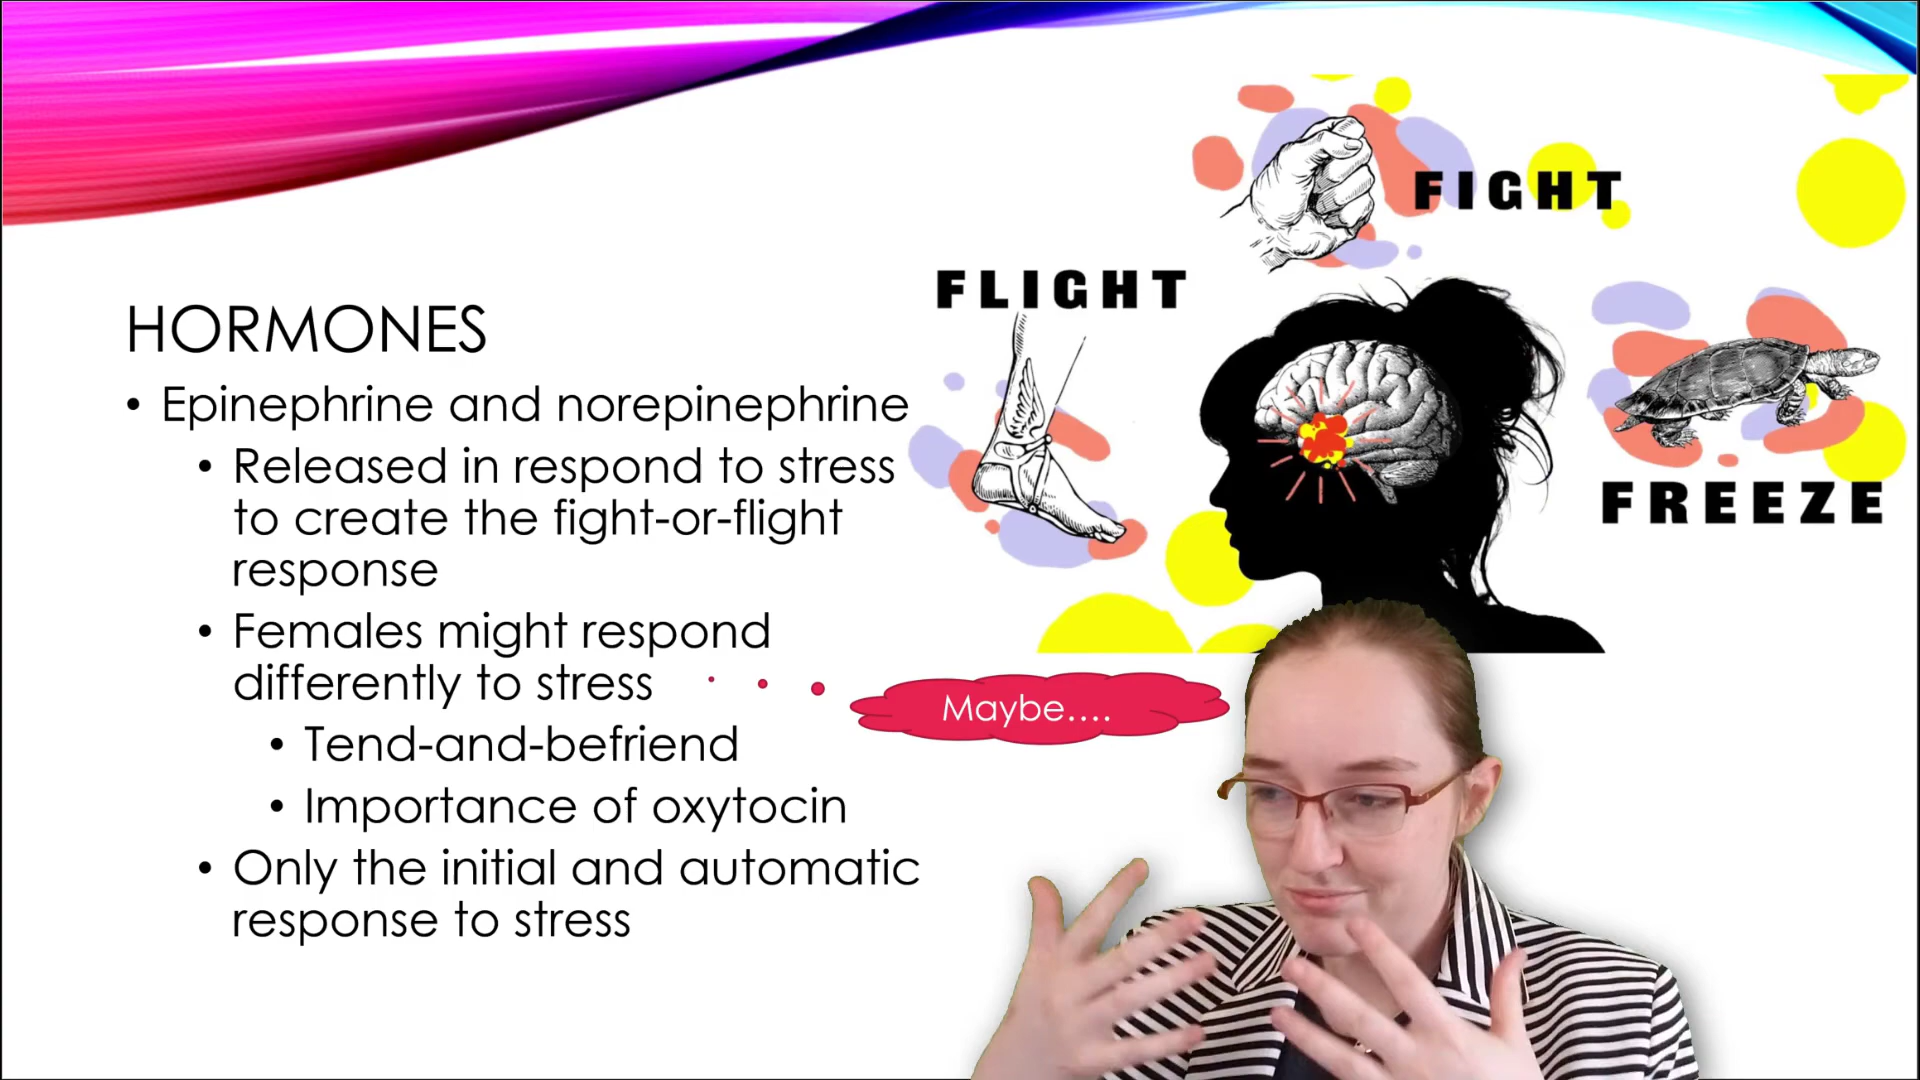 HORMONES
• Epinephrine and norepinephrine
• Released in respond to stress
to create the fight-or-flight
response
• Females might respond
differently to stress
• Tend-and-befriend
• Importance of oxytocin
• Only the initial and automatic
response to stress
Maybe....
FIGHT
FLIGHT
FREEZE